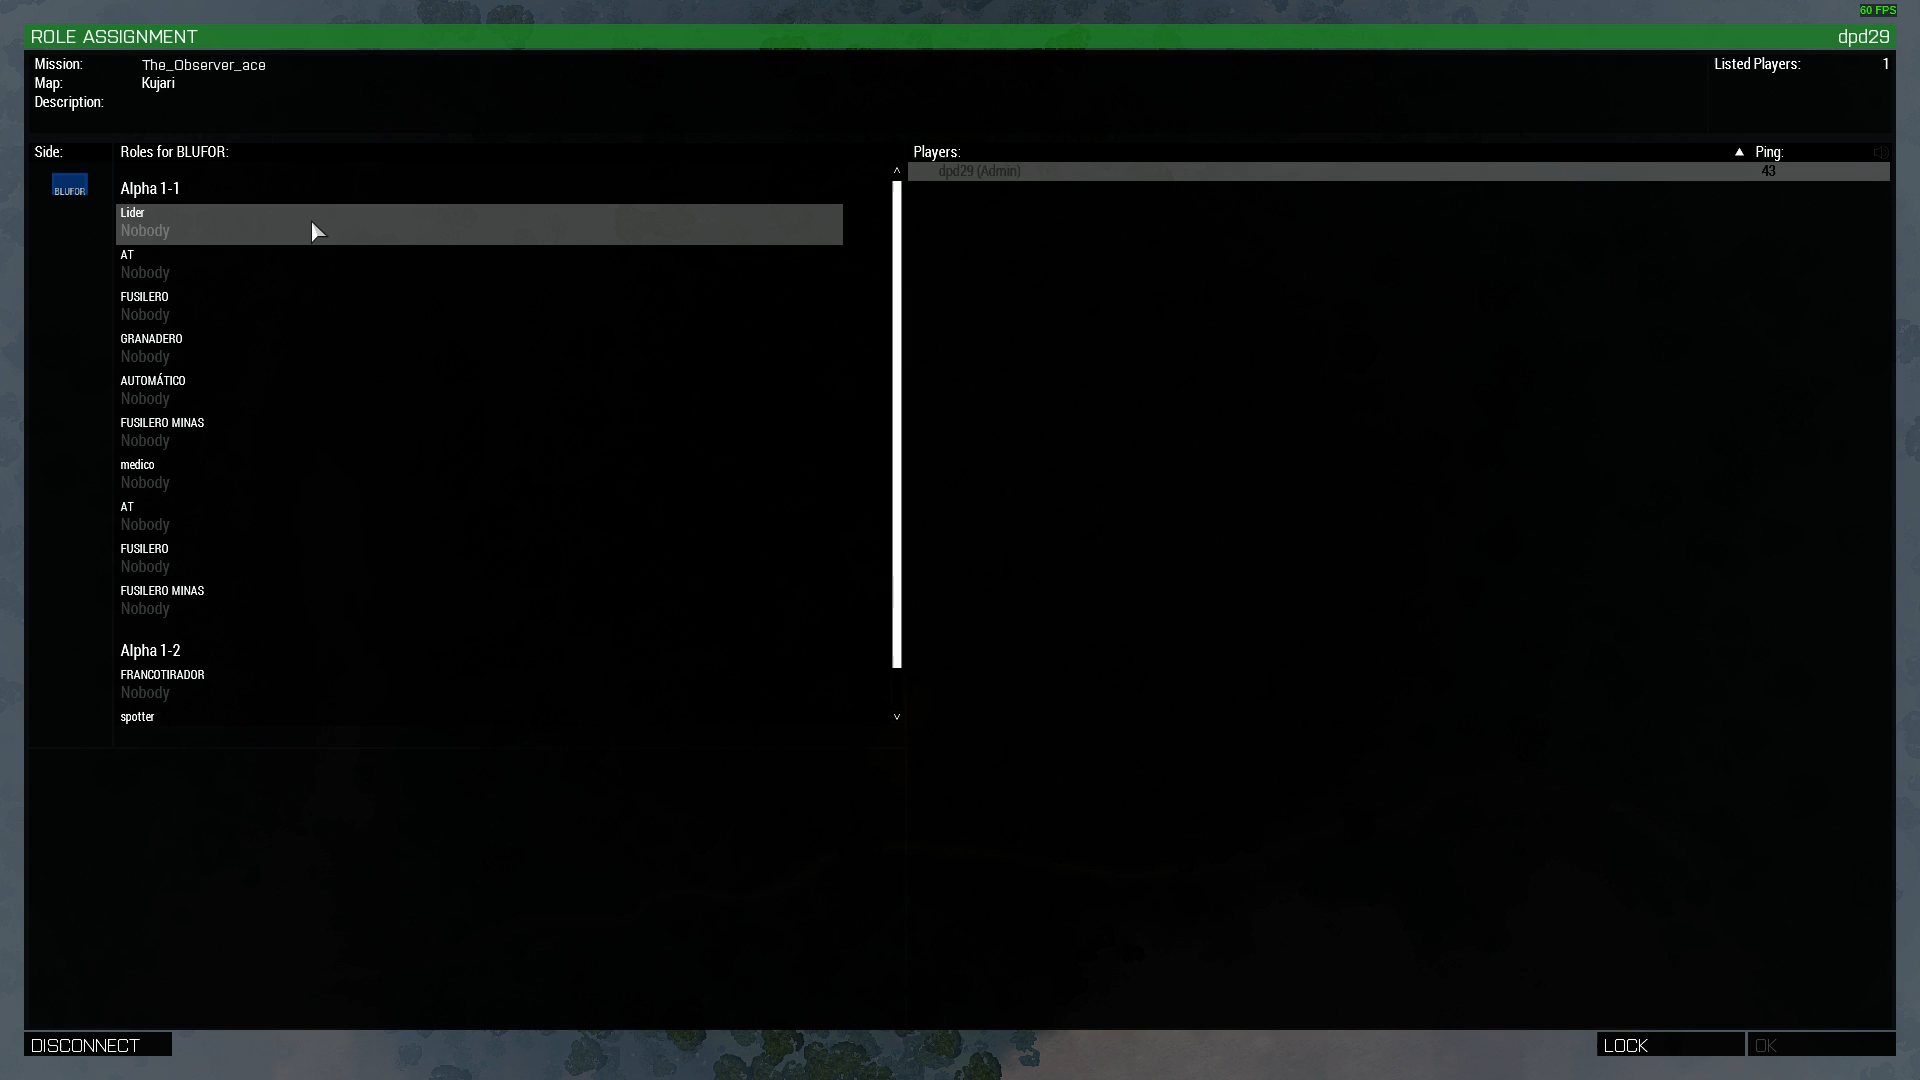 60 FPS
ROLE ASSIGNMENT
dpd29
Mission: The_Observer_ace
Listed Players: 1
Map: Kujari
Description:
Side:
Roles for BLUFOR:
Players:
▲ Ping:
BLUFOR
dpd29 (Admin) 43
Alpha 1-1
Lider
Nobody
AT
Nobody
FUSILERO
Nobody
GRANADERO
Nobody
AUTOMÁTICO
Nobody
FUSILERO MINAS
Nobody
medico
Nobody
AT
Nobody
FUSILERO
Nobody
FUSILERO MINAS
Nobody
Alpha 1-2
FRANCOTIRADOR
Nobody
spotter
DISCONNECT
LOCK
OK